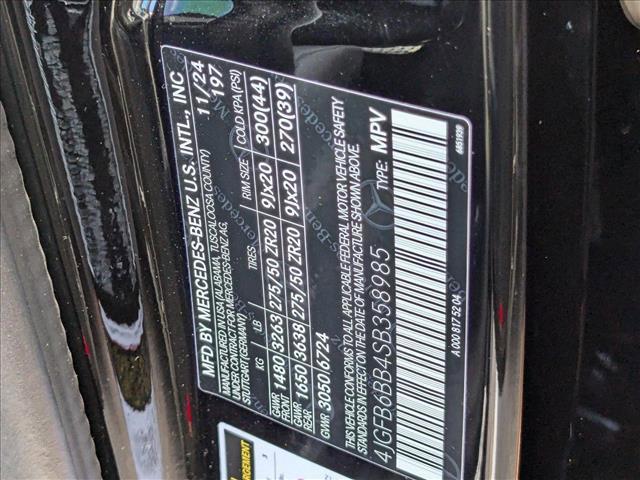 MFD BY MERCEDES-BENZ U.S. INTL., INC
MANUFACTURED IN USA (ALABAMA, TUSCALOOSA COUNTY) 11/24
UNDER CONTRACT FOR MERCEDES-BENZ AG, 197
STUTTGART (GERMANY)
KG LB TIRES RIM SIZE COLD KPA(PSI)
GAWR FRONT 1480 3263 275/50 ZR20 9Jx20 300(44)
GAWR REAR 1650 3638 275/50 ZR20 9Jx20 270(39)
GVWR 3050 6724
THIS VEHICLE CONFORMS TO ALL APPLICABLE FEDERAL MOTOR VEHICLE SAFETY
STANDARDS IN EFFECT ON THE DATE OF MANUFACTURE SHOWN ABOVE.
4JGFB6BB4SB358985 TYPE: MPV
A 000 817 52 04